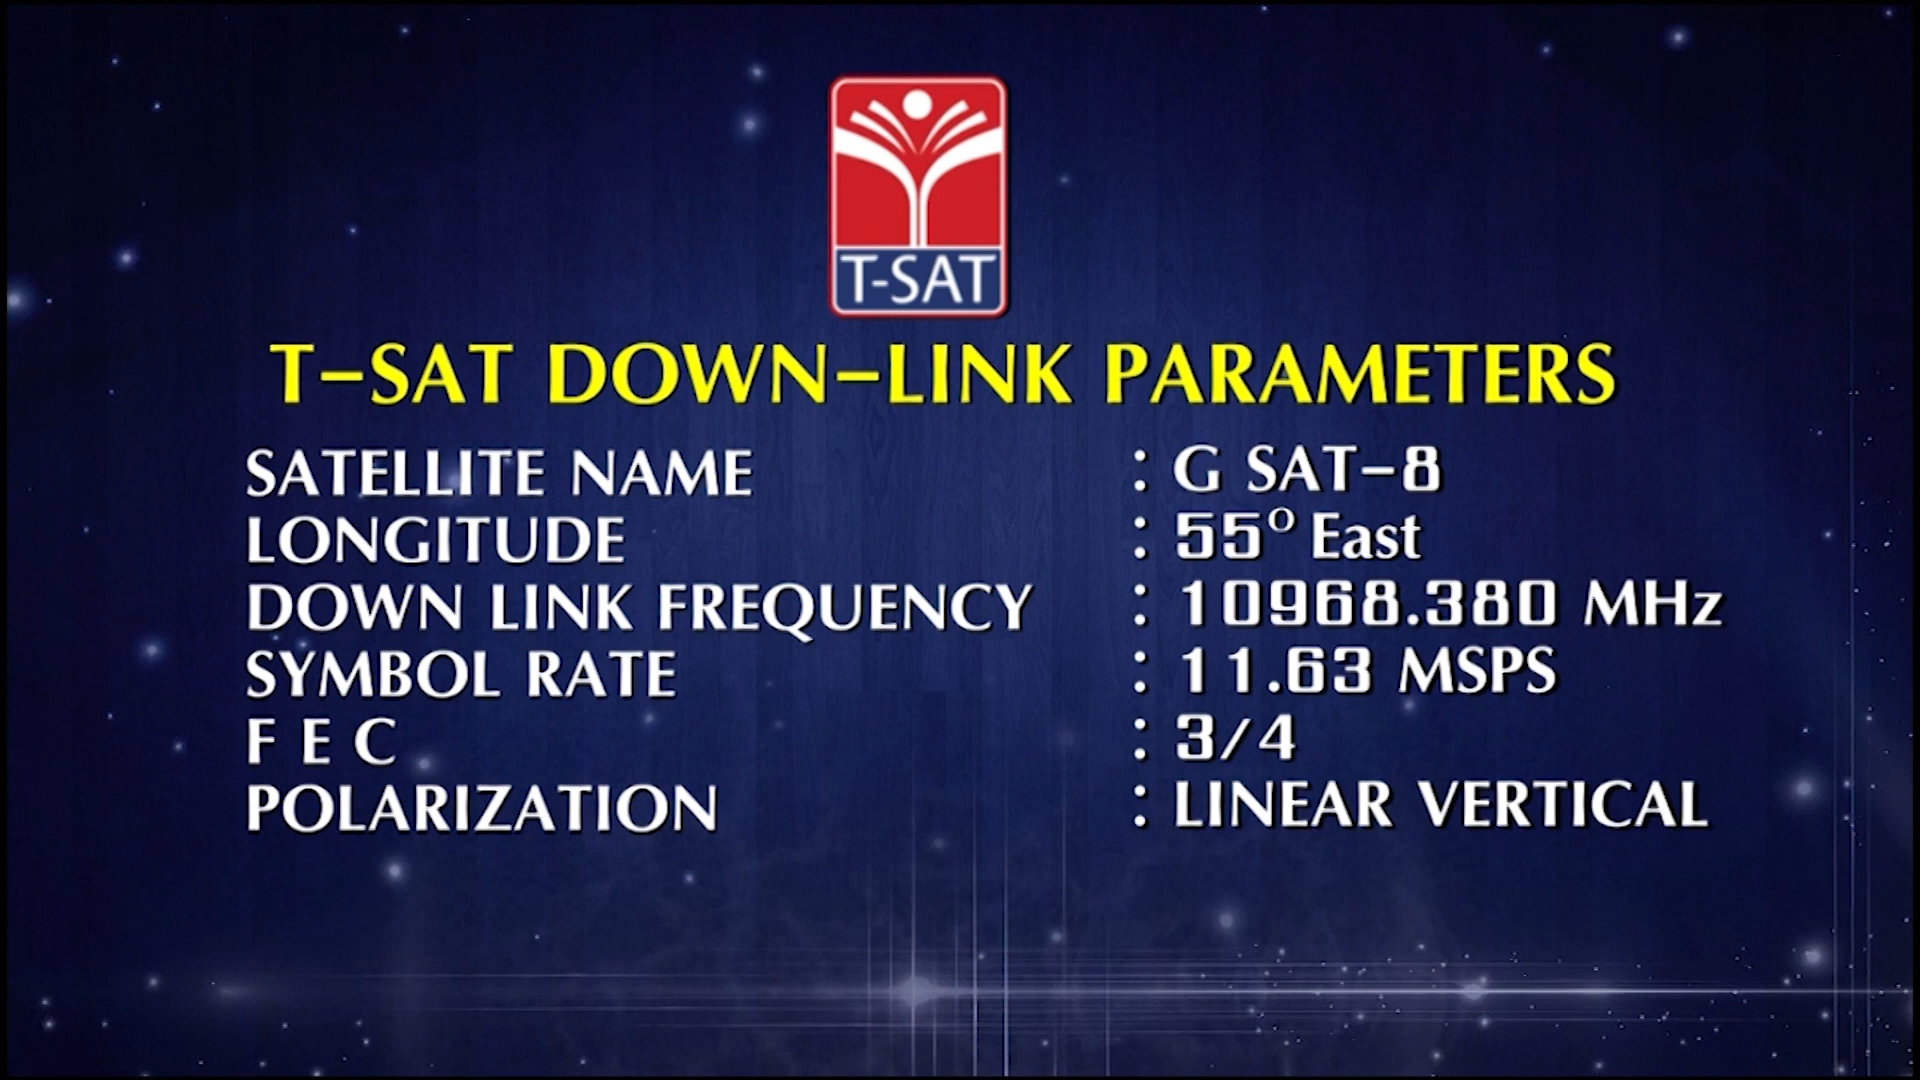 T-SAT
T-SAT DOWN-LINK PARAMETERS
SATELLITE NAME : G SAT-8
LONGITUDE : 55° East
DOWN LINK FREQUENCY : 10968.380 MHz
SYMBOL RATE : 11.63 MSPS
F E C : 3/4
POLARIZATION : LINEAR VERTICAL